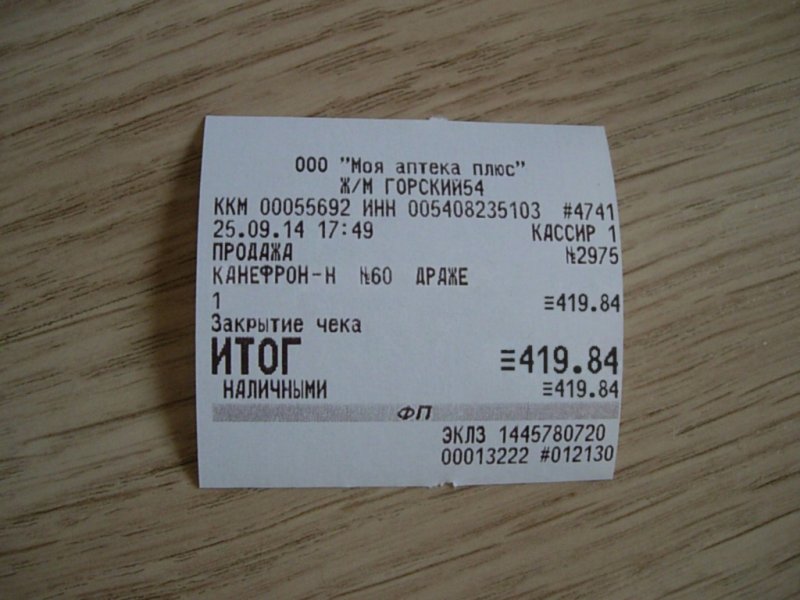 ООО "Моя аптека плюс"
Ж/М ГОРСКИЙ54
ККМ 00055692 ИНН 005408235103 #4741
25.09.14 17:49 КАССИР 1
ПРОДАЖА №2975
КАНЕФРОН-Н №60 ДРАЖЕ
1 ≡419.84
Закрытие чека
ИТОГ ≡419.84
НАЛИЧНЫМИ ≡419.84
ФП
ЭКЛЗ 1445780720
00013222 #012130